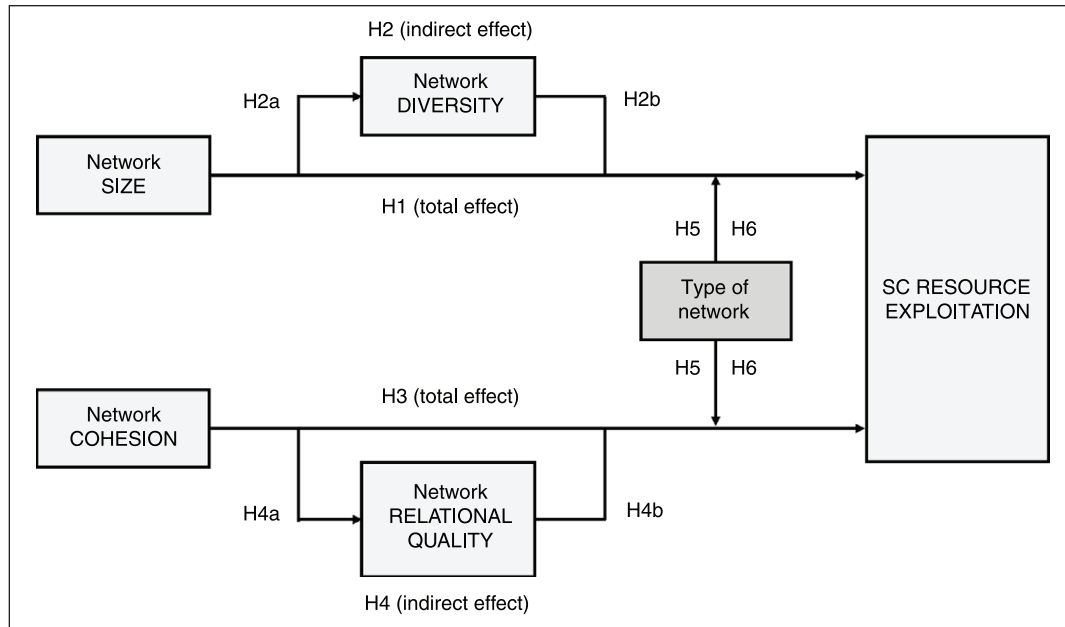 H2 (indirect effect)
Network
DIVERSITY
H2a
H2b
Network
SIZE
H1 (total effect)
H5
H6
Type of
network
SC RESOURCE
EXPLOITATION
H5
H6
H3 (total effect)
Network
COHESION
Network
RELATIONAL
QUALITY
H4a
H4b
H4 (indirect effect)